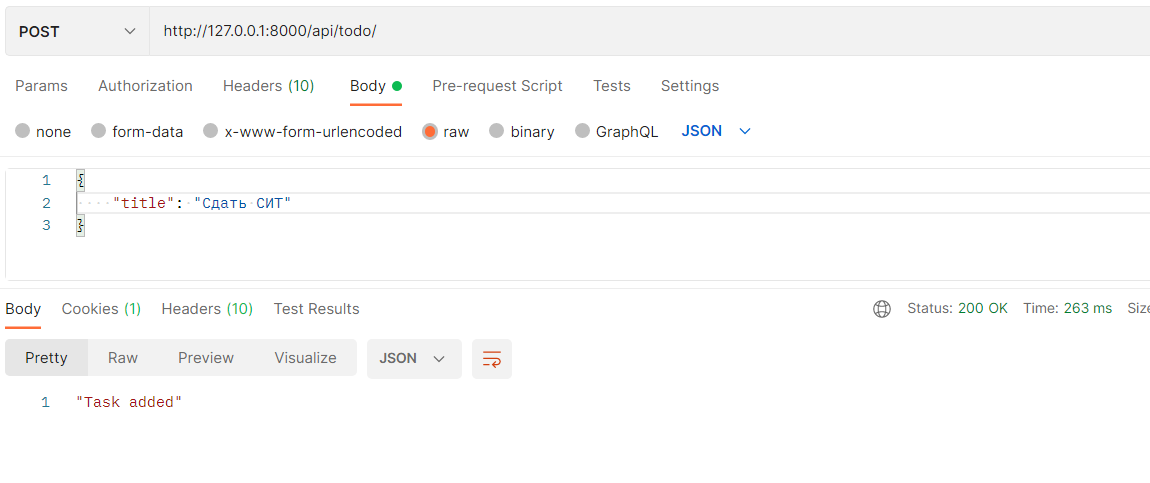 POST http://127.0.0.1:8000/api/todo/
Params Authorization Headers (10) Body Pre-request Script Tests Settings
none form-data x-www-form-urlencoded raw binary GraphQL JSON
1 {
2 "title": "Сдать СИТ"
3 }
Body Cookies (1) Headers (10) Test Results Status: 200 OK Time: 263 ms Size
Pretty Raw Preview Visualize JSON
1 "Task added"